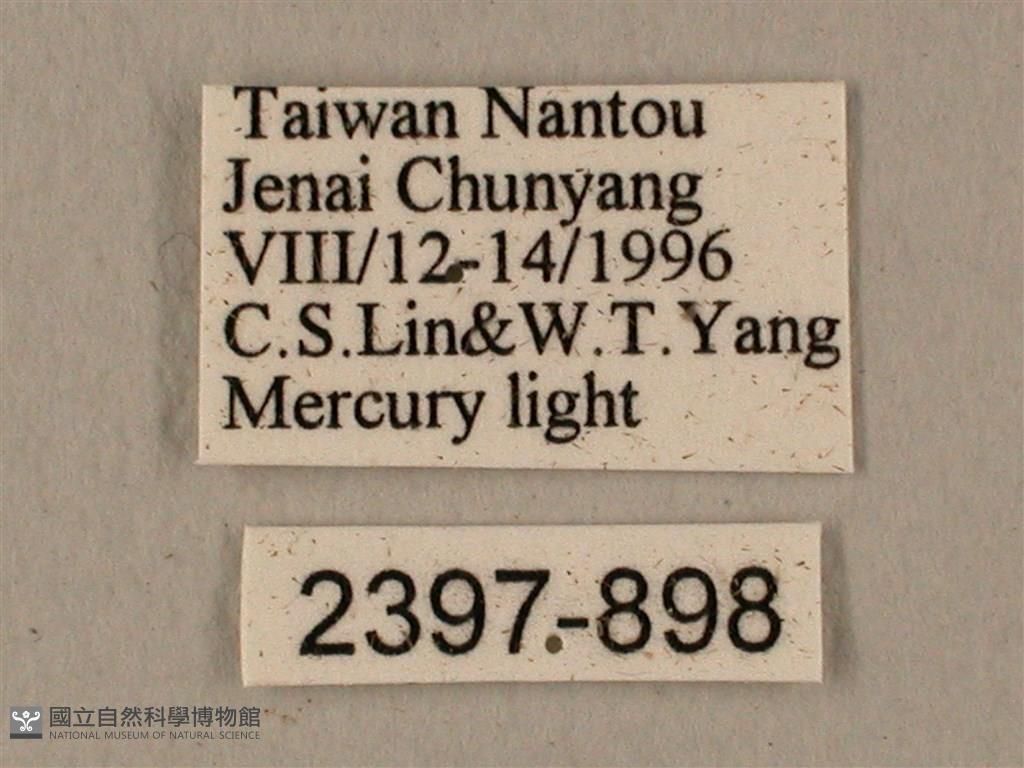 Taiwan Nantou
Jenai Chunyang
VIII/12-14/1996
C.S.Lin&W.T.Yang
Mercury light
2397-898
國立自然科學博物館
NATIONAL MUSEUM OF NATURAL SCIENCE